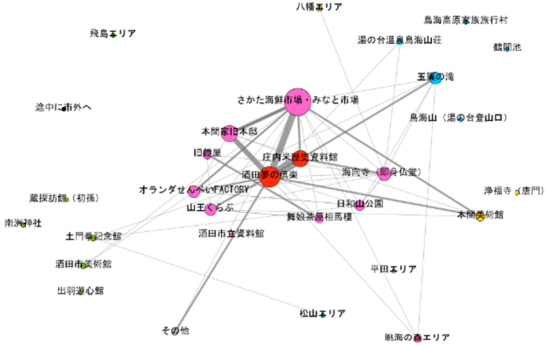 八幡エリア
鳥海高原家族旅行村
飛島エリア
湯の台温泉鳥海山荘
鶴間池
玉簾の滝
さかた海鮮市場・みなと市場
途中に市外へ
鳥海山（湯の台登山口）
本間家旧本邸
旧鐙屋
庄内米歴史資料館
酒田夢の倶楽
海向寺（即身仏堂）
オランダせんべいFACTORY
浄福寺（唐門）
蔵探訪館（初孫）
日和山公園
山王くらぶ
本間美術館
南洲神社
舞娘茶屋相馬樓
土門拳記念館
酒田市立資料館
酒田市美術館
平田エリア
出羽遊心館
松山エリア
その他
眺海の森エリア